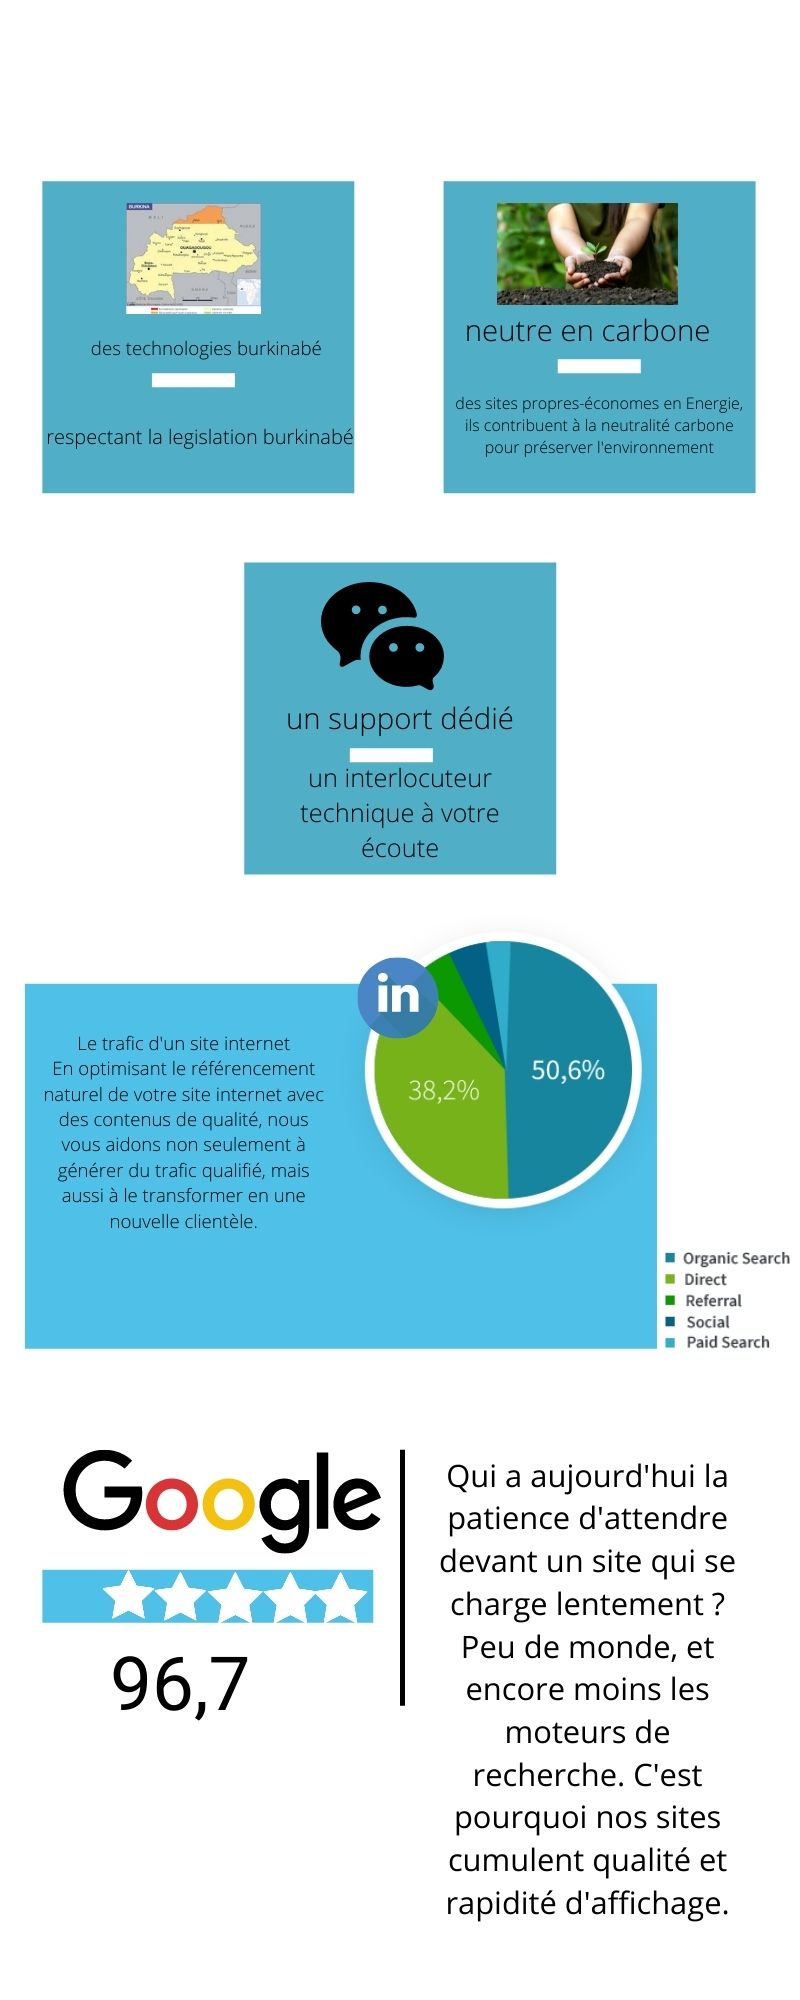 BURKINA
OUAGADOUGOU
des technologies burkinabé
respectant la legislation burkinabé
neutre en carbone
des sites propres-économes en Energie,
ils contribuent à la neutralité carbone
pour préserver l'environnement
un support dédié
un interlocuteur
technique à votre
écoute
in
Le trafic d'un site internet
En optimisant le référencement
naturel de votre site internet avec
des contenus de qualité, nous
vous aidons non seulement à
générer du trafic qualifié, mais
aussi à le transformer en une
nouvelle clientèle.
38,2%
50,6%
Organic Search
Direct
Referral
Social
Paid Search
Google
96,7
Qui a aujourd'hui la
patience d'attendre
devant un site qui se
charge lentement ?
Peu de monde, et
encore moins les
moteurs de
recherche. C'est
pourquoi nos sites
cumulent qualité et
rapidité d'affichage.